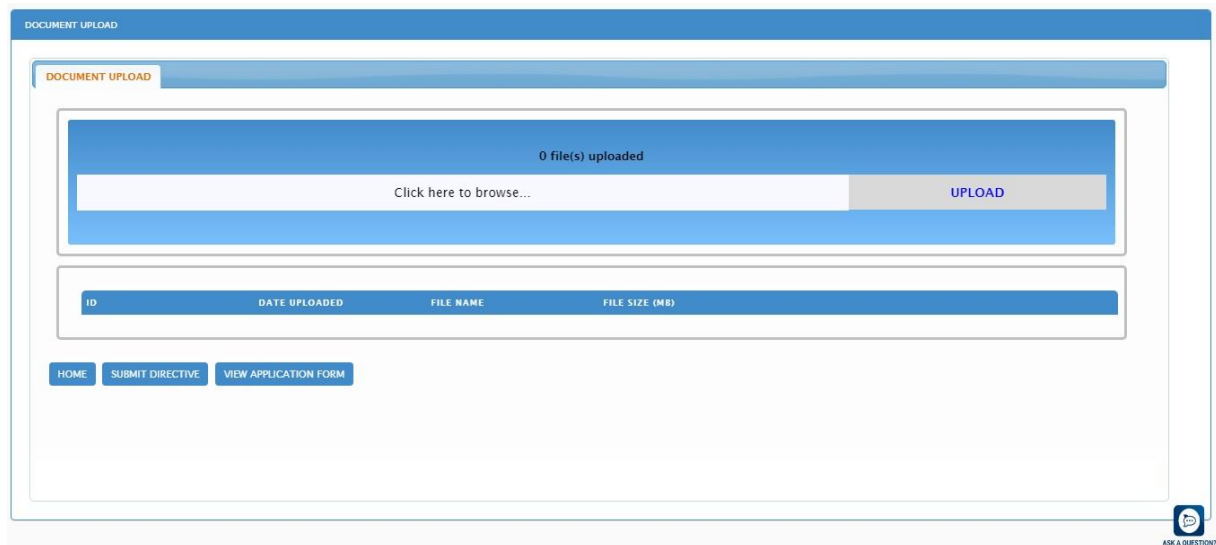 DOCUMENT UPLOAD
DOCUMENT UPLOAD
0 file(s) uploaded
Click here to browse... UPLOAD
ID DATE UPLOADED FILE NAME FILE SIZE (MB)
HOME SUBMIT DIRECTIVE VIEW APPLICATION FORM
ASK A QUESTION?